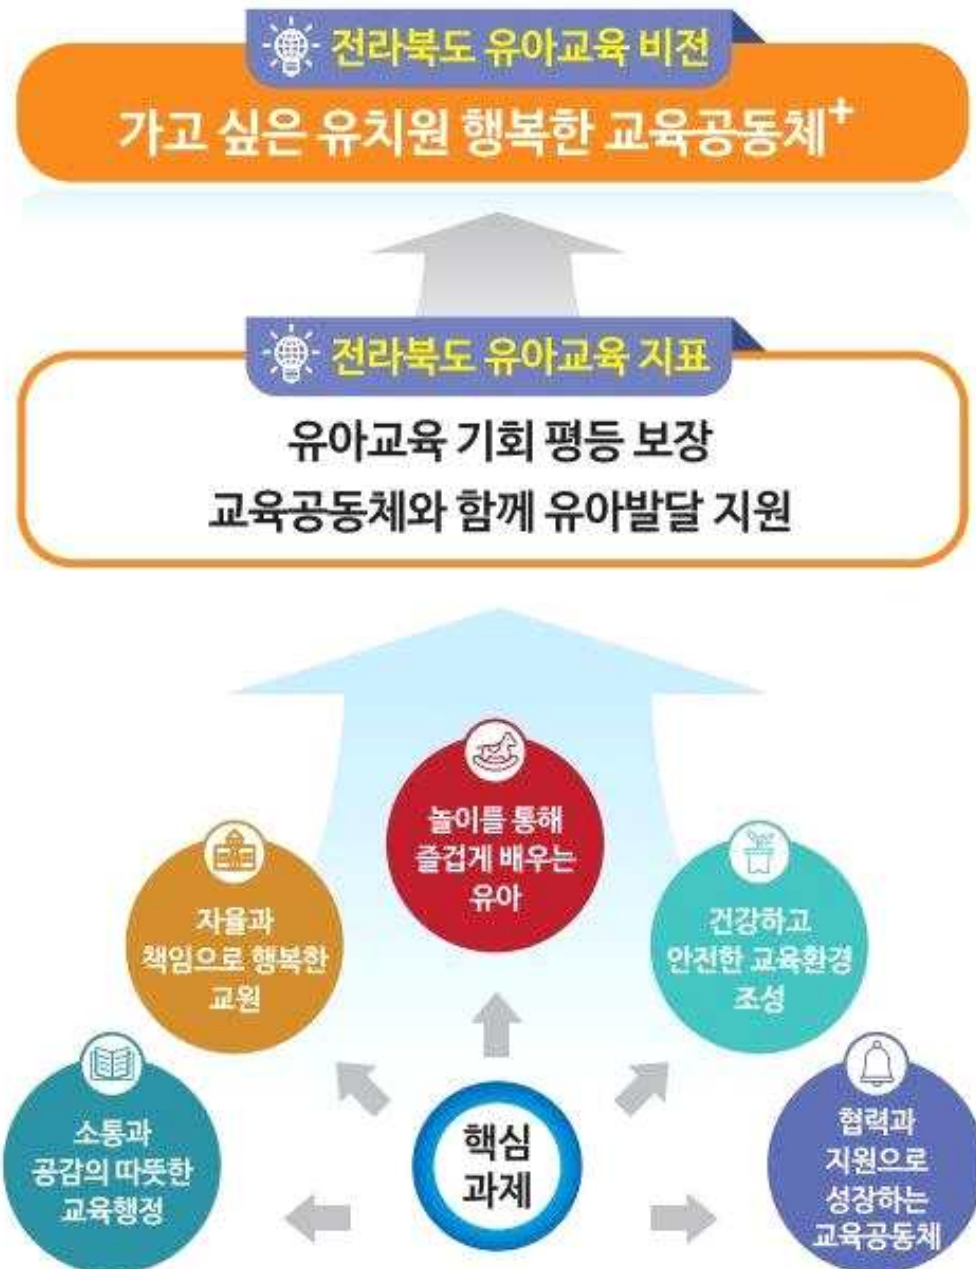 전라북도 유아교육 비전
가고 싶은 유치원 행복한 교육공동체+
전라북도 유아교육 지표
유아교육 기회 평등 보장
교육공동체와 함께 유아발달 지원
놀이를 통해
즐겁게 배우는
유아
자율과
책임으로 행복한
교원
건강하고
안전한 교육환경
조성
소통과
공감의 따뜻한
교육행정
핵심
과제
협력과
지원으로
성장하는
교육공동체